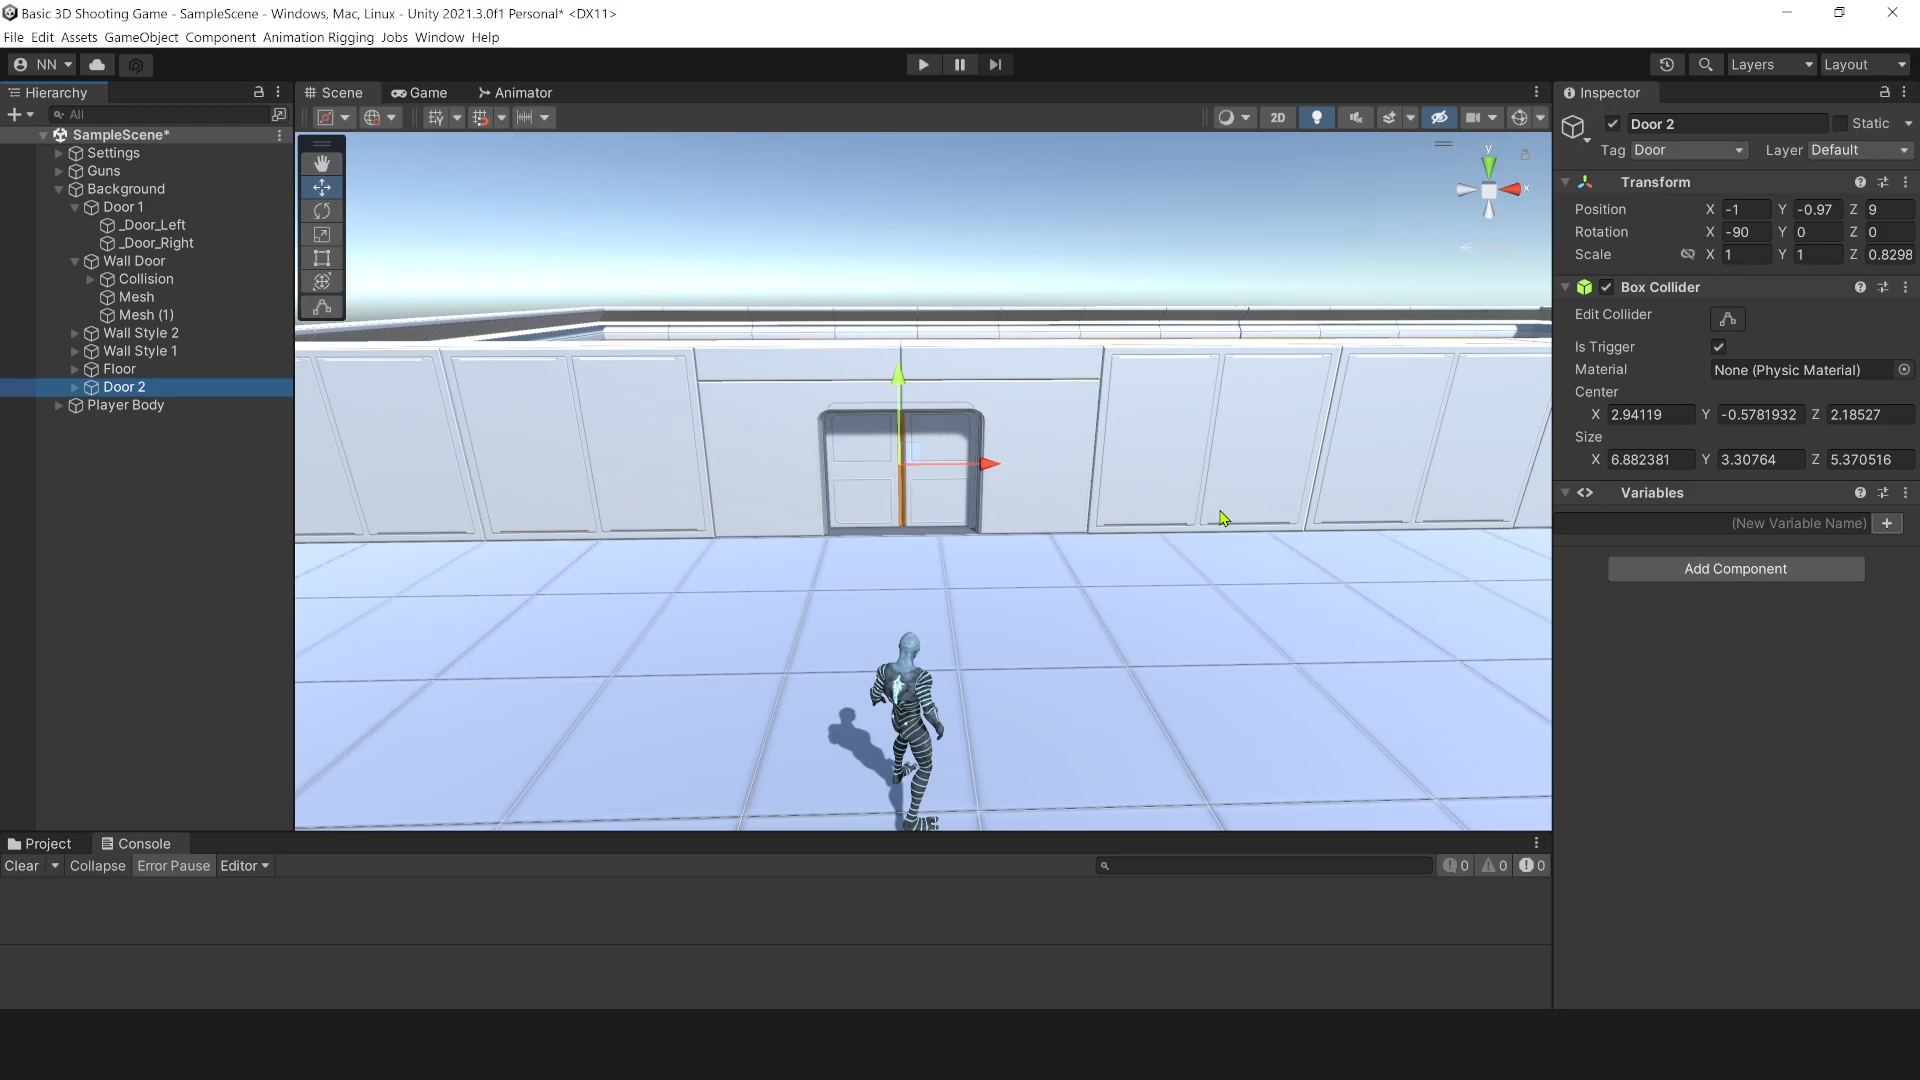 Basic 3D Shooting Game - SampleScene - Windows, Mac, Linux - Unity 2021.3.0f1 Personal* <DX11>
File Edit Assets GameObject Component Animation Rigging Jobs Window Help
NN
Layers
Layout
Hierarchy
All
SampleScene*
Settings
Guns
Background
Door 1
_Door_Left
_Door_Right
Wall Door
Collision
Mesh
Mesh (1)
Wall Style 2
Wall Style 1
Floor
Door 2
Player Body
Scene Game Animator
2D
y
x
Inspector
Door 2 Static
Tag Door Layer Default
Transform
Position X -1 Y -0.97 Z 9
Rotation X -90 Y 0 Z 0
Scale X 1 Y 1 Z 0.8298
Box Collider
Edit Collider
Is Trigger
Material None (Physic Material)
Center
X 2.94119 Y -0.5781932 Z 2.18527
Size
X 6.882381 Y 3.30764 Z 5.370516
Variables
(New Variable Name) +
Add Component
Project Console
Clear Collapse Error Pause Editor
0 0 0